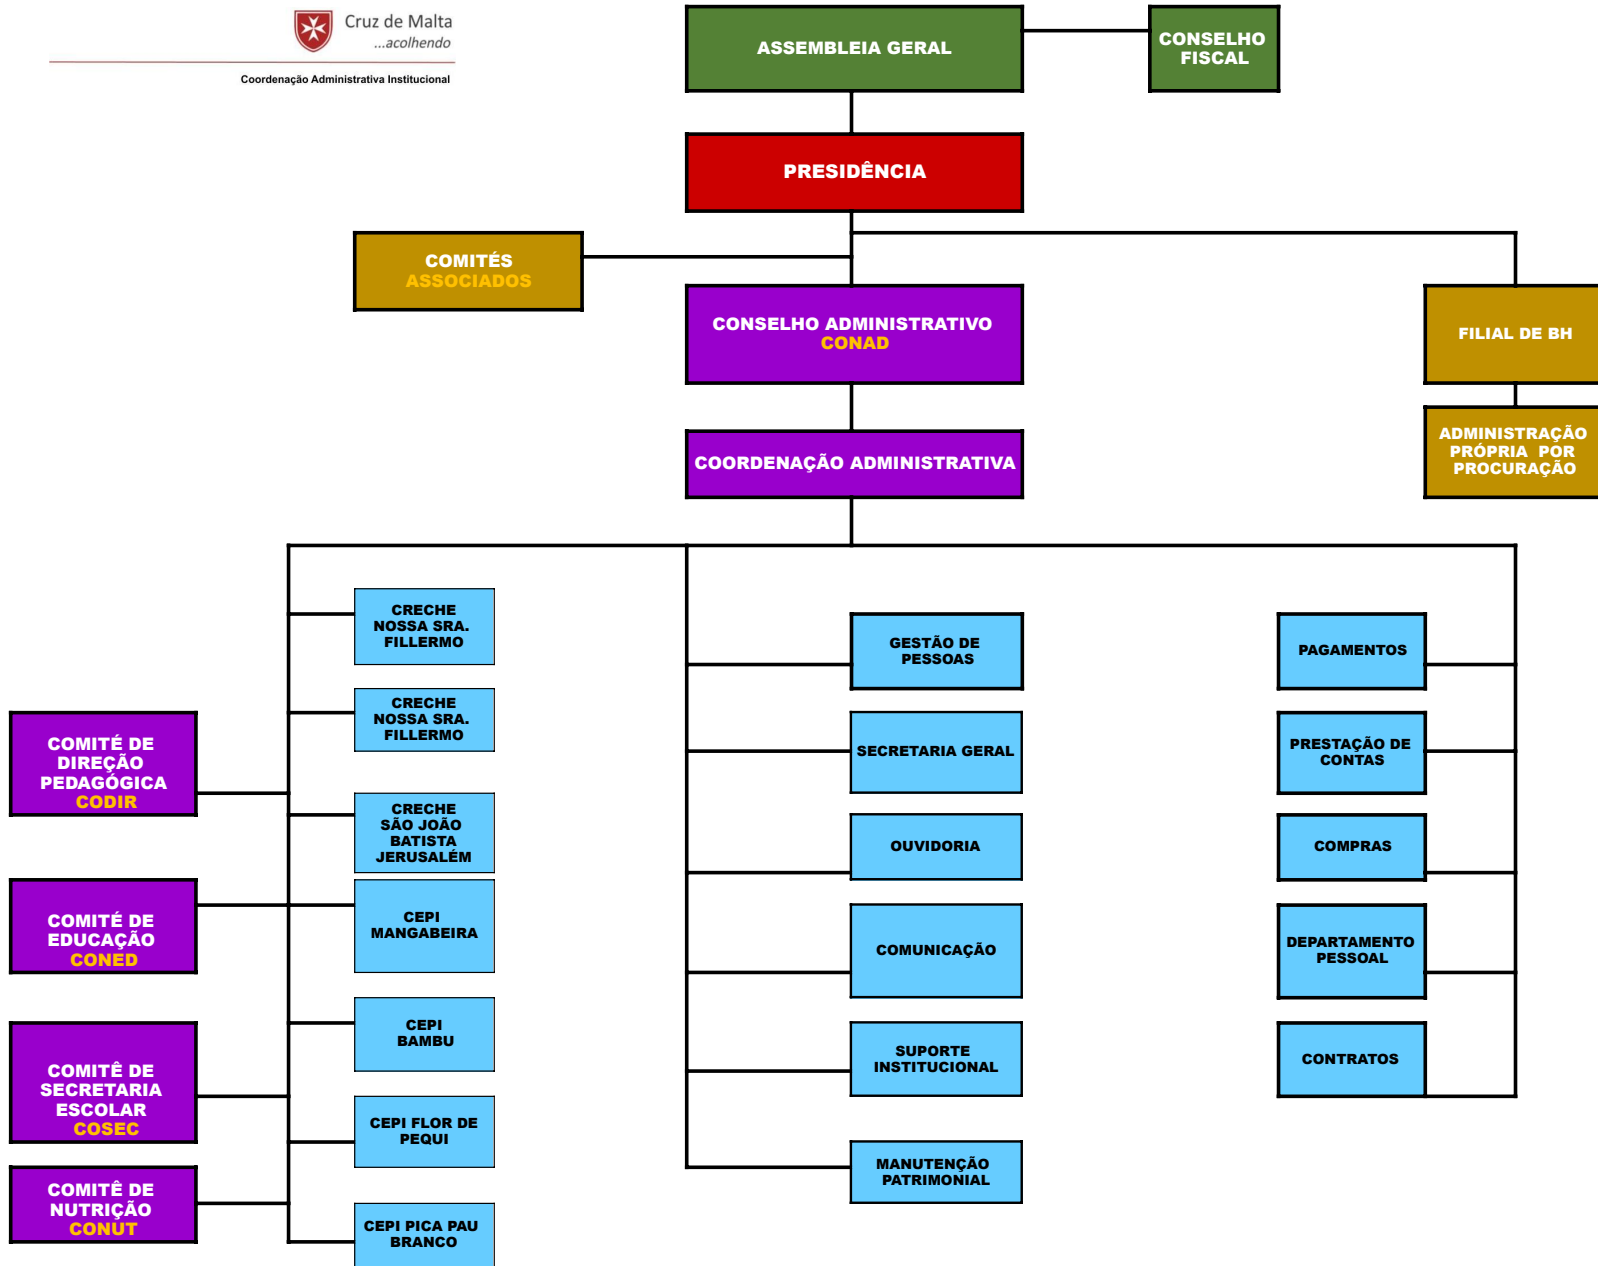 Cruz de Malta
...acolhendo
Coordenação Administrativa Institucional
ASSEMBLEIA GERAL
CONSELHO
FISCAL
PRESIDÊNCIA
COMITÉS
ASSOCIADOS
CONSELHO ADMINISTRATIVO
CONAD
FILIAL DE BH
COORDENAÇÃO ADMINISTRATIVA
ADMINISTRAÇÃO
PRÓPRIA POR
PROCURAÇÃO
COMITÉ DE
DIREÇÃO
PEDAGÓGICA
CODIR
COMITÉ DE
EDUCAÇÃO
CONED
COMITÊ DE
SECRETARIA
ESCOLAR
COSEC
COMITÊ DE
NUTRIÇÃO
CONUT
CRECHE
NOSSA SRA.
FILLERMO
CRECHE
NOSSA SRA.
FILLERMO
CRECHE
SÃO JOÃO
BATISTA
JERUSALÉM
CEPI
MANGABEIRA
CEPI
BAMBU
CEPI FLOR DE
PEQUI
CEPI PICA PAU
BRANCO
GESTÃO DE
PESSOAS
SECRETARIA GERAL
OUVIDORIA
COMUNICAÇÃO
SUPORTE
INSTITUCIONAL
MANUTENÇÃO
PATRIMONIAL
PAGAMENTOS
PRESTAÇÃO DE
CONTAS
COMPRAS
DEPARTAMENTO
PESSOAL
CONTRATOS